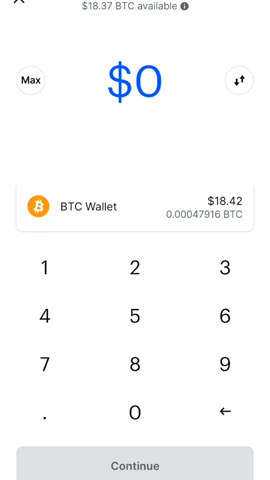 $18.37 BTC available
Max
$0
BTC Wallet
$18.42
0.00047916 BTC
1 2 3
4 5 6
7 8 9
. 0
Continue